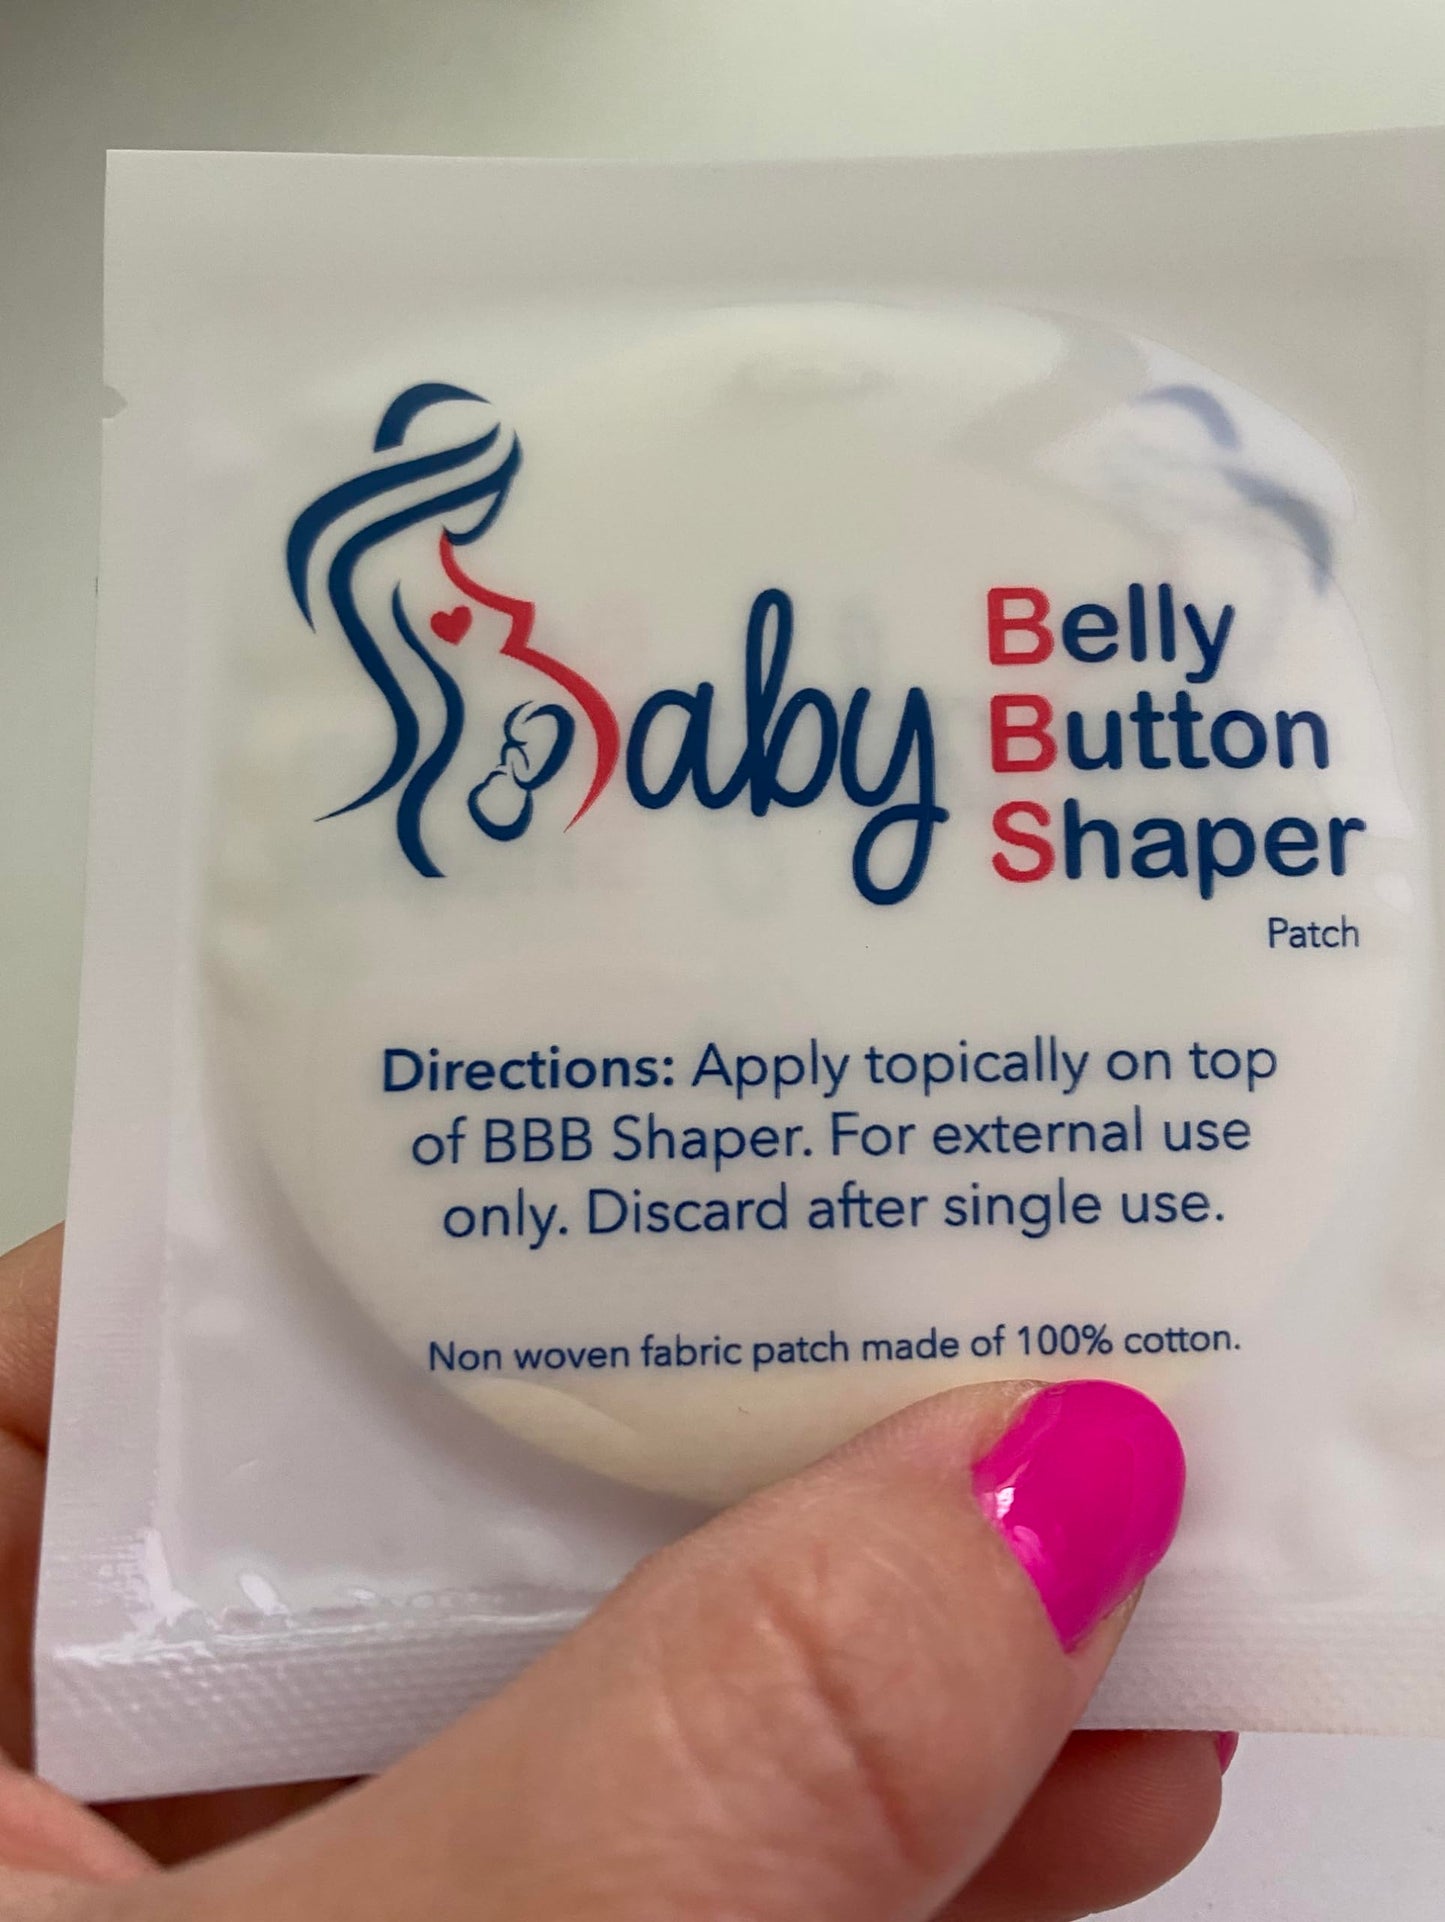 Baby
Belly
Button
Shaper
Patch
Directions: Apply topically on top
of BBB Shaper. For external use
only. Discard after single use.
Non woven fabric patch made of 100% cotton.